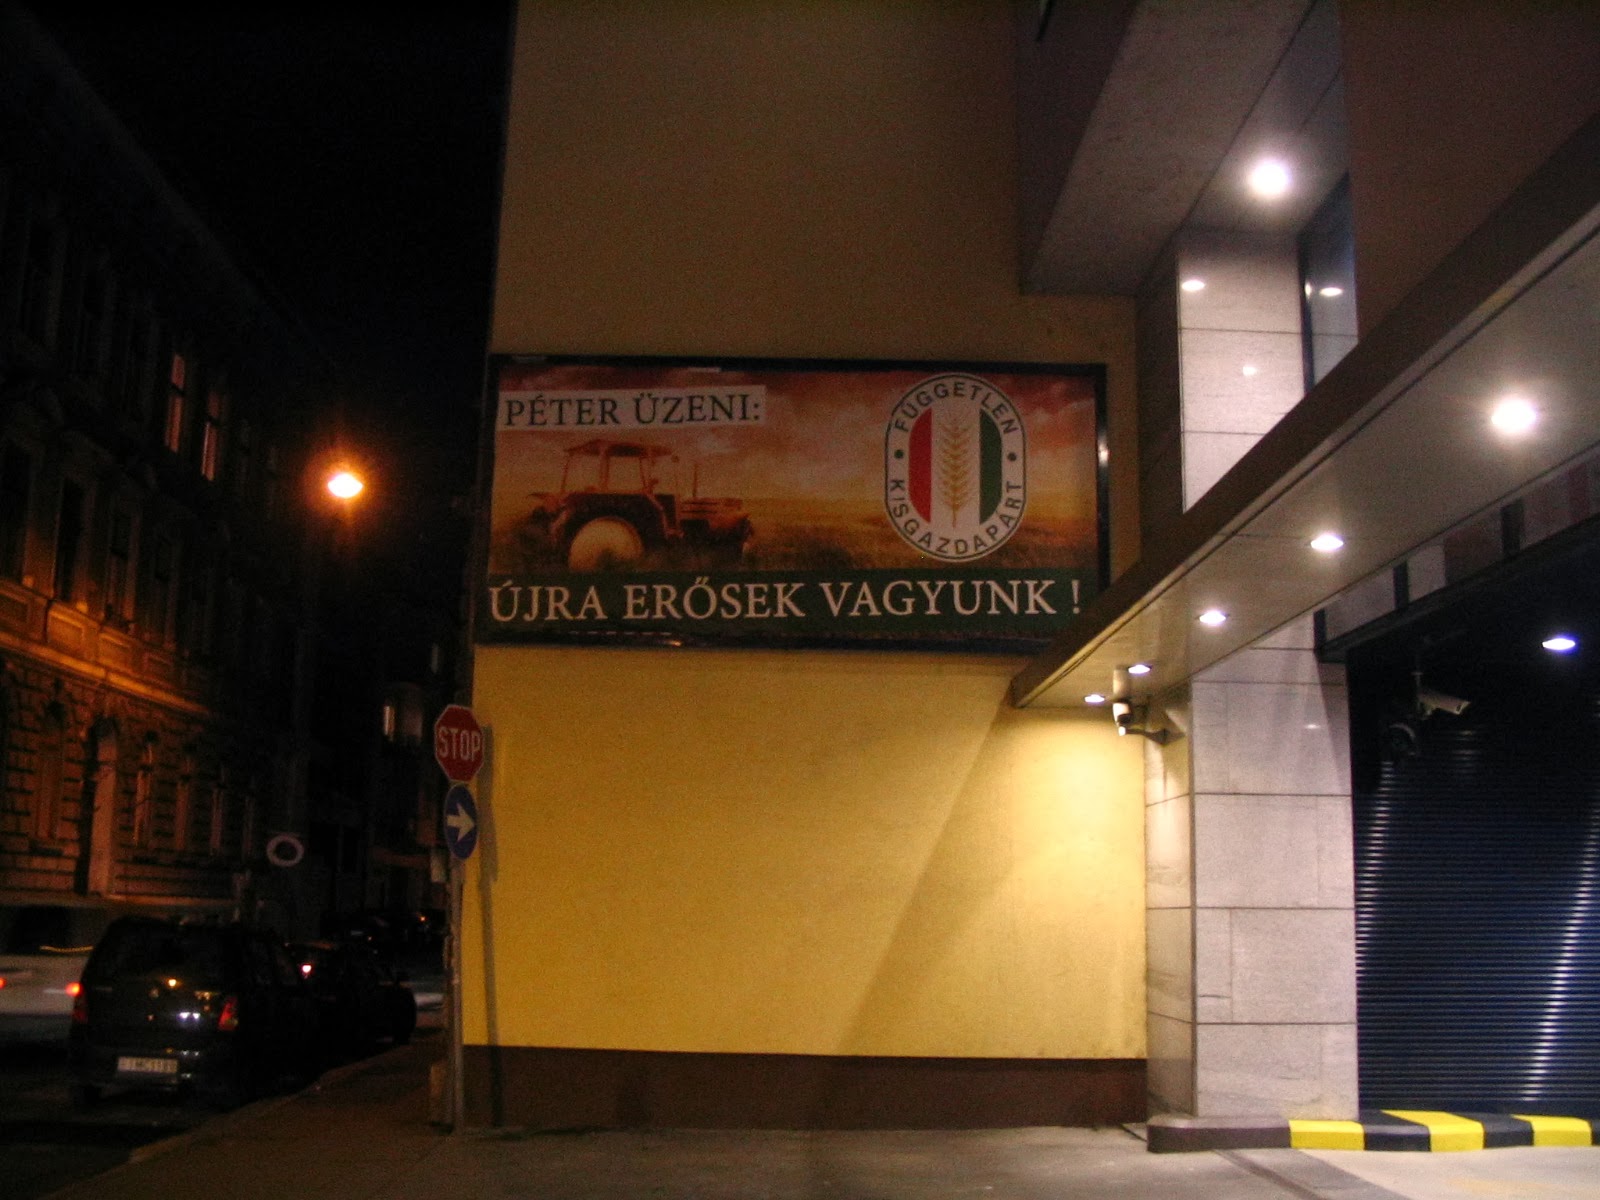 PÉTER ÜZENI:
FÜGGETLEN
KISGAZDAPÁRT
ÚJRA ERŐSEK VAGYUNK !
STOP